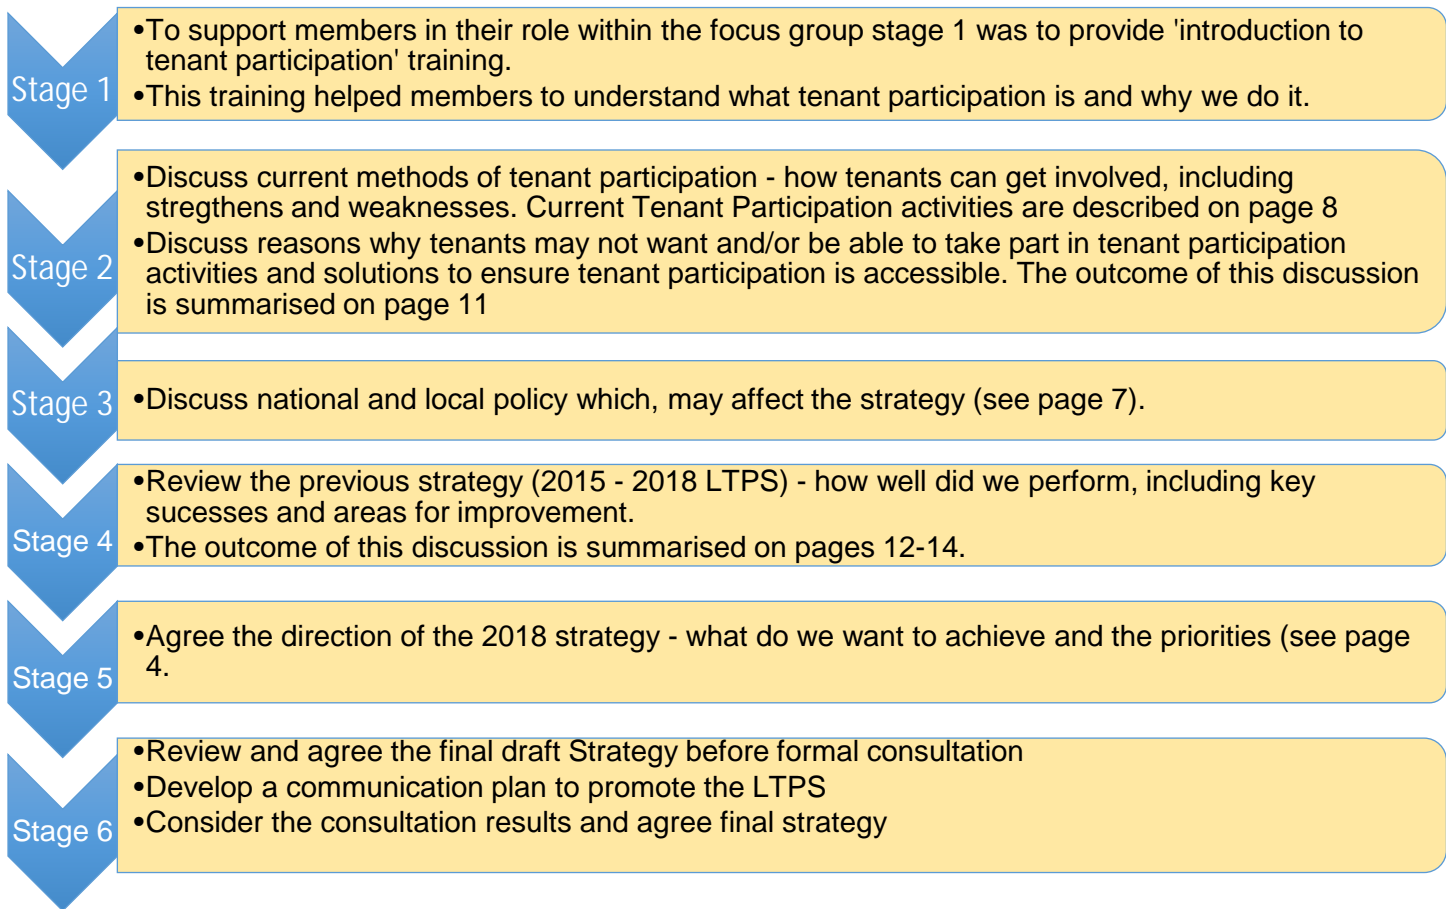 Stage 1
•To support members in their role within the focus group stage 1 was to provide 'introduction to
tenant participation' training.
•This training helped members to understand what tenant participation is and why we do it.
Stage 2
•Discuss current methods of tenant participation - how tenants can get involved, including
stregthens and weaknesses. Current Tenant Participation activities are described on page 8
•Discuss reasons why tenants may not want and/or be able to take part in tenant participation
activities and solutions to ensure tenant participation is accessible. The outcome of this discussion
is summarised on page 11
Stage 3
•Discuss national and local policy which, may affect the strategy (see page 7).
Stage 4
•Review the previous strategy (2015 - 2018 LTPS) - how well did we perform, including key
sucesses and areas for improvement.
•The outcome of this discussion is summarised on pages 12-14.
Stage 5
•Agree the direction of the 2018 strategy - what do we want to achieve and the priorities (see page
4.
Stage 6
•Review and agree the final draft Strategy before formal consultation
•Develop a communication plan to promote the LTPS
•Consider the consultation results and agree final strategy